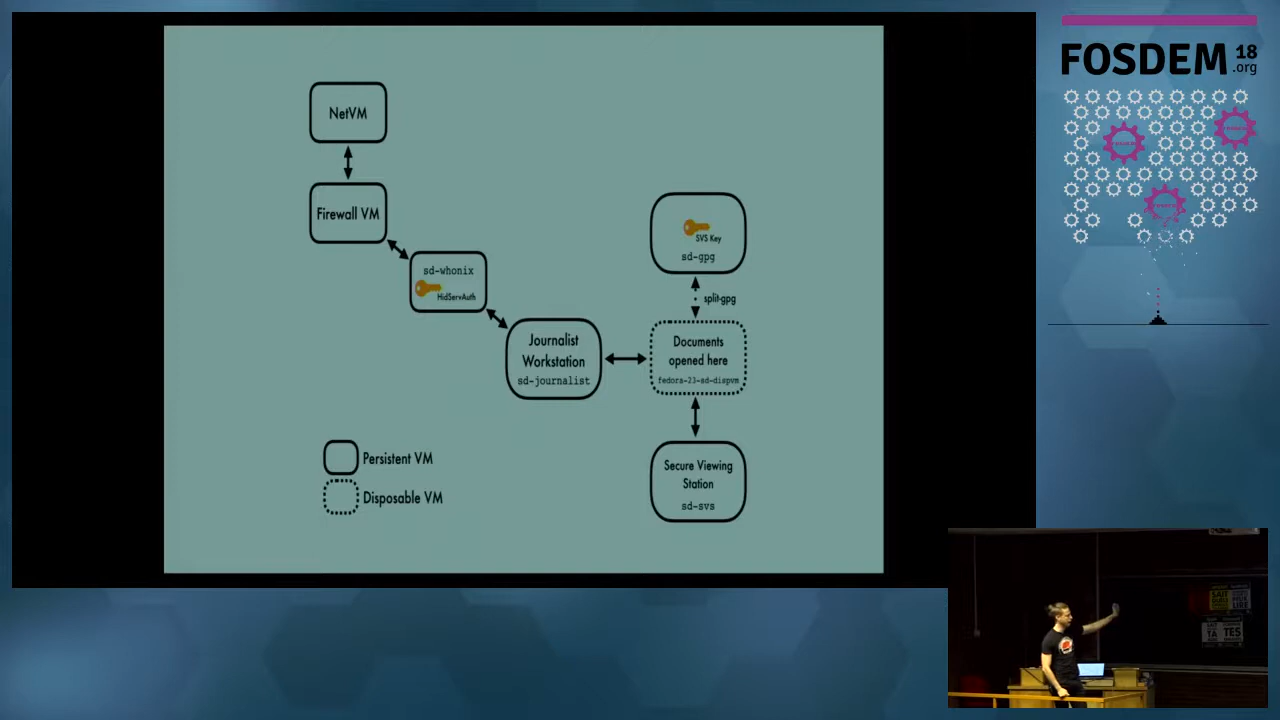 NetVM
Firewall VM
sd-whonix
HidServAuth
Journalist
Workstation
sd-journalist
SVS Key
sd-gpg
split-gpg
Documents
opened here
fedora-23-sd-dispvm
Secure Viewing
Station
sd-svs
Persistent VM
Disposable VM
FOSDEM 18
.org